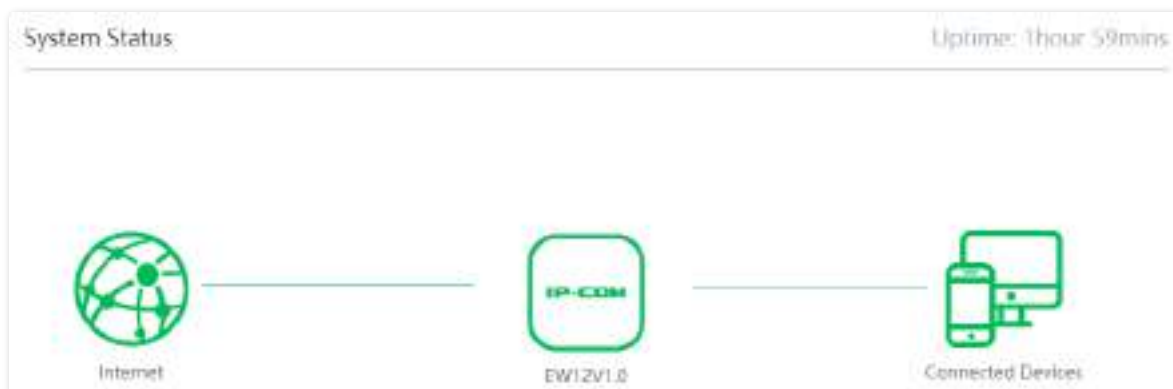 System Status
Uptime: 1hour 59mins
IP-COM
Internet
EW12V1.0
Connected Devices